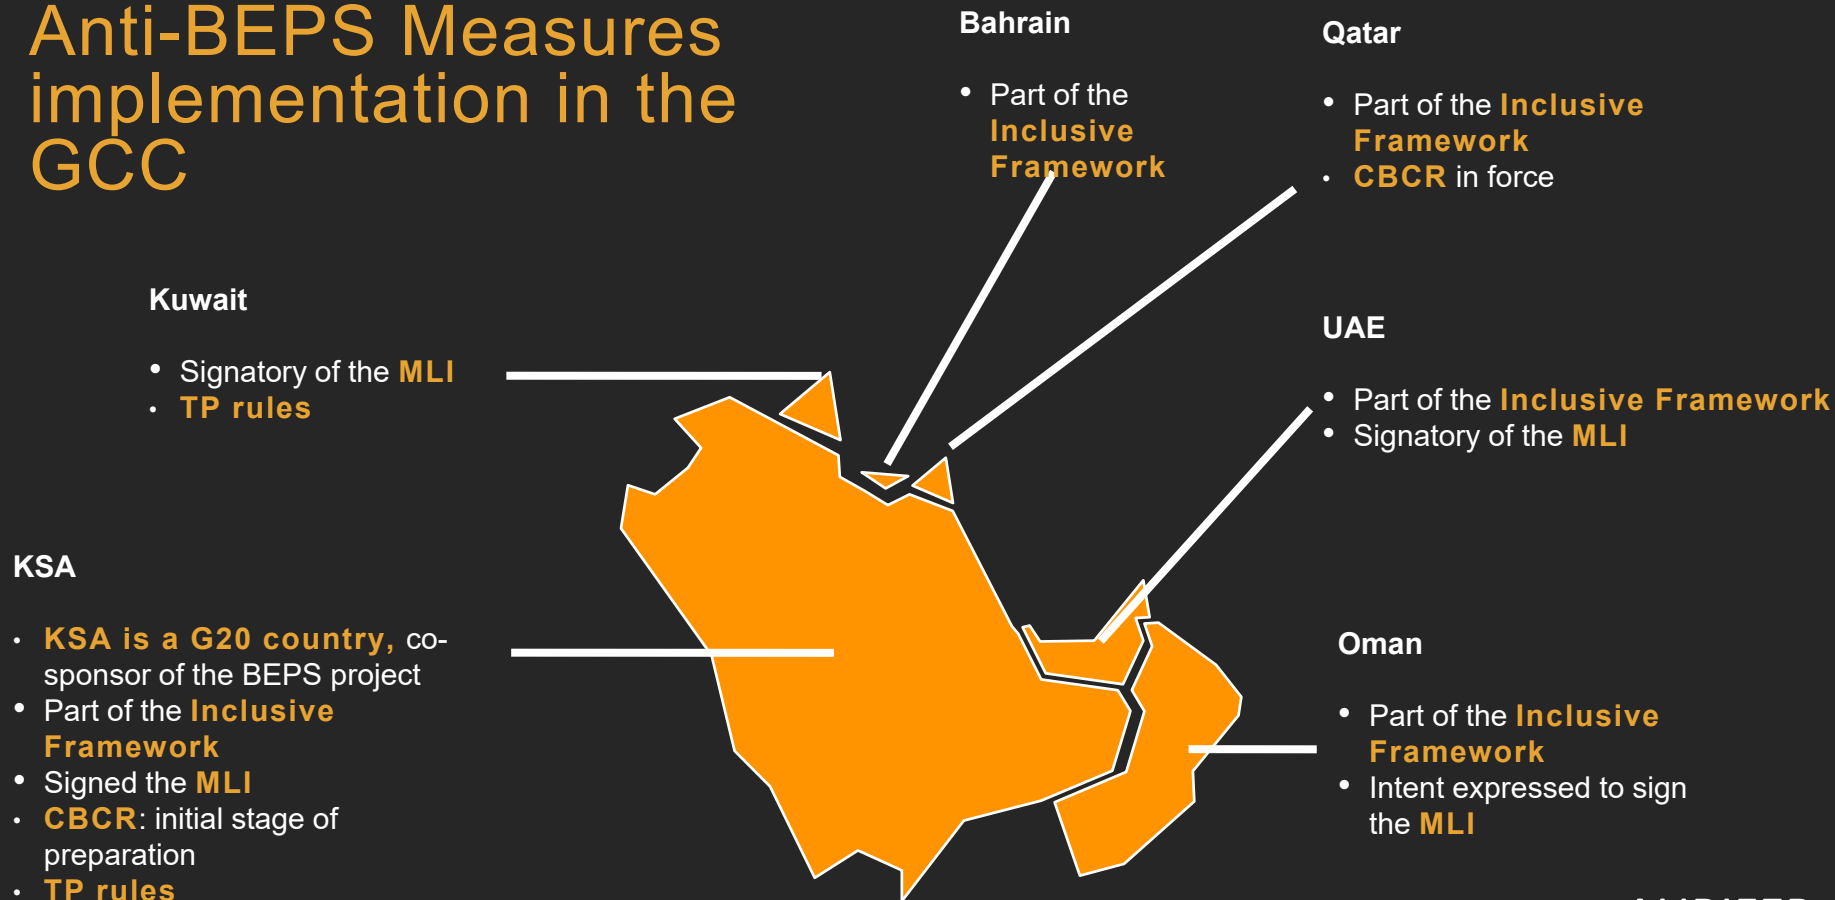 Anti-BEPS Measures
implementation in the
GCC
Bahrain
• Part of the
Inclusive
Framework
Qatar
• Part of the Inclusive
Framework
• CBCR in force
Kuwait
• Signatory of the MLI
• TP rules
UAE
• Part of the Inclusive Framework
• Signatory of the MLI
KSA
• KSA is a G20 country, co-
sponsor of the BEPS project
• Part of the Inclusive
Framework
• Signed the MLI
• CBCR: initial stage of
preparation
• TP rules
Oman
• Part of the Inclusive
Framework
• Intent expressed to sign
the MLI